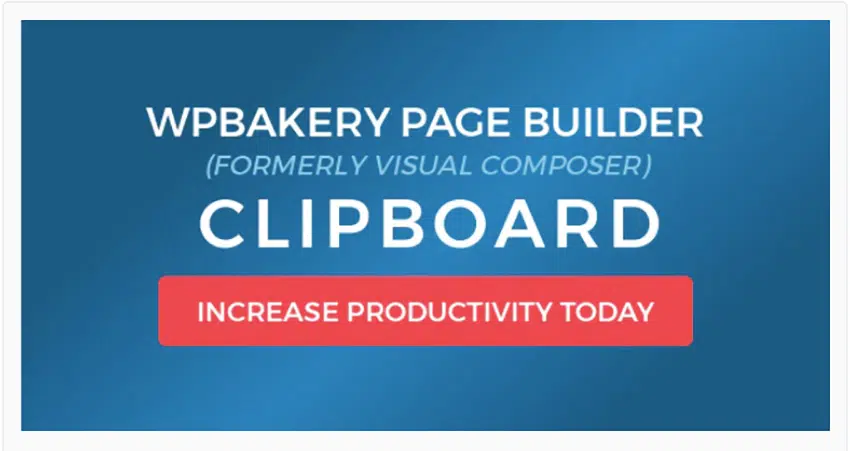 WPBAKERY PAGE BUILDER
(FORMERLY VISUAL COMPOSER)
CLIPBOARD
INCREASE PRODUCTIVITY TODAY